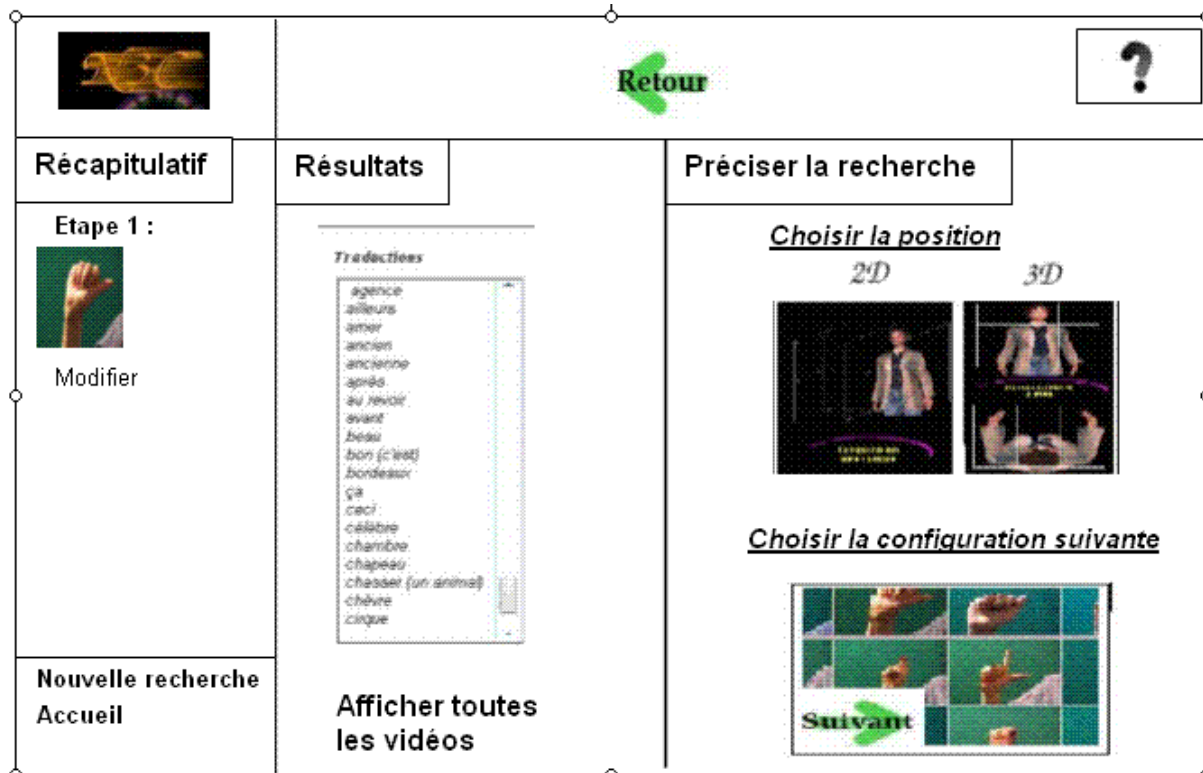 Retour
?
Récapitulatif
Etape 1 :
Modifier
Nouvelle recherche
Accueil
Résultats
Traductions
agence
ailleurs
amer
ancien
ancienne
après
au revoir
avant
beau
bon (c'est)
bordeaux
ça
ceci
célèbre
chambre
chapeau
chasser (un animal)
chèvre
cirque
Afficher toutes
les vidéos
Préciser la recherche
Choisir la position
2D
3D
Choisir la configuration suivante
Suivant